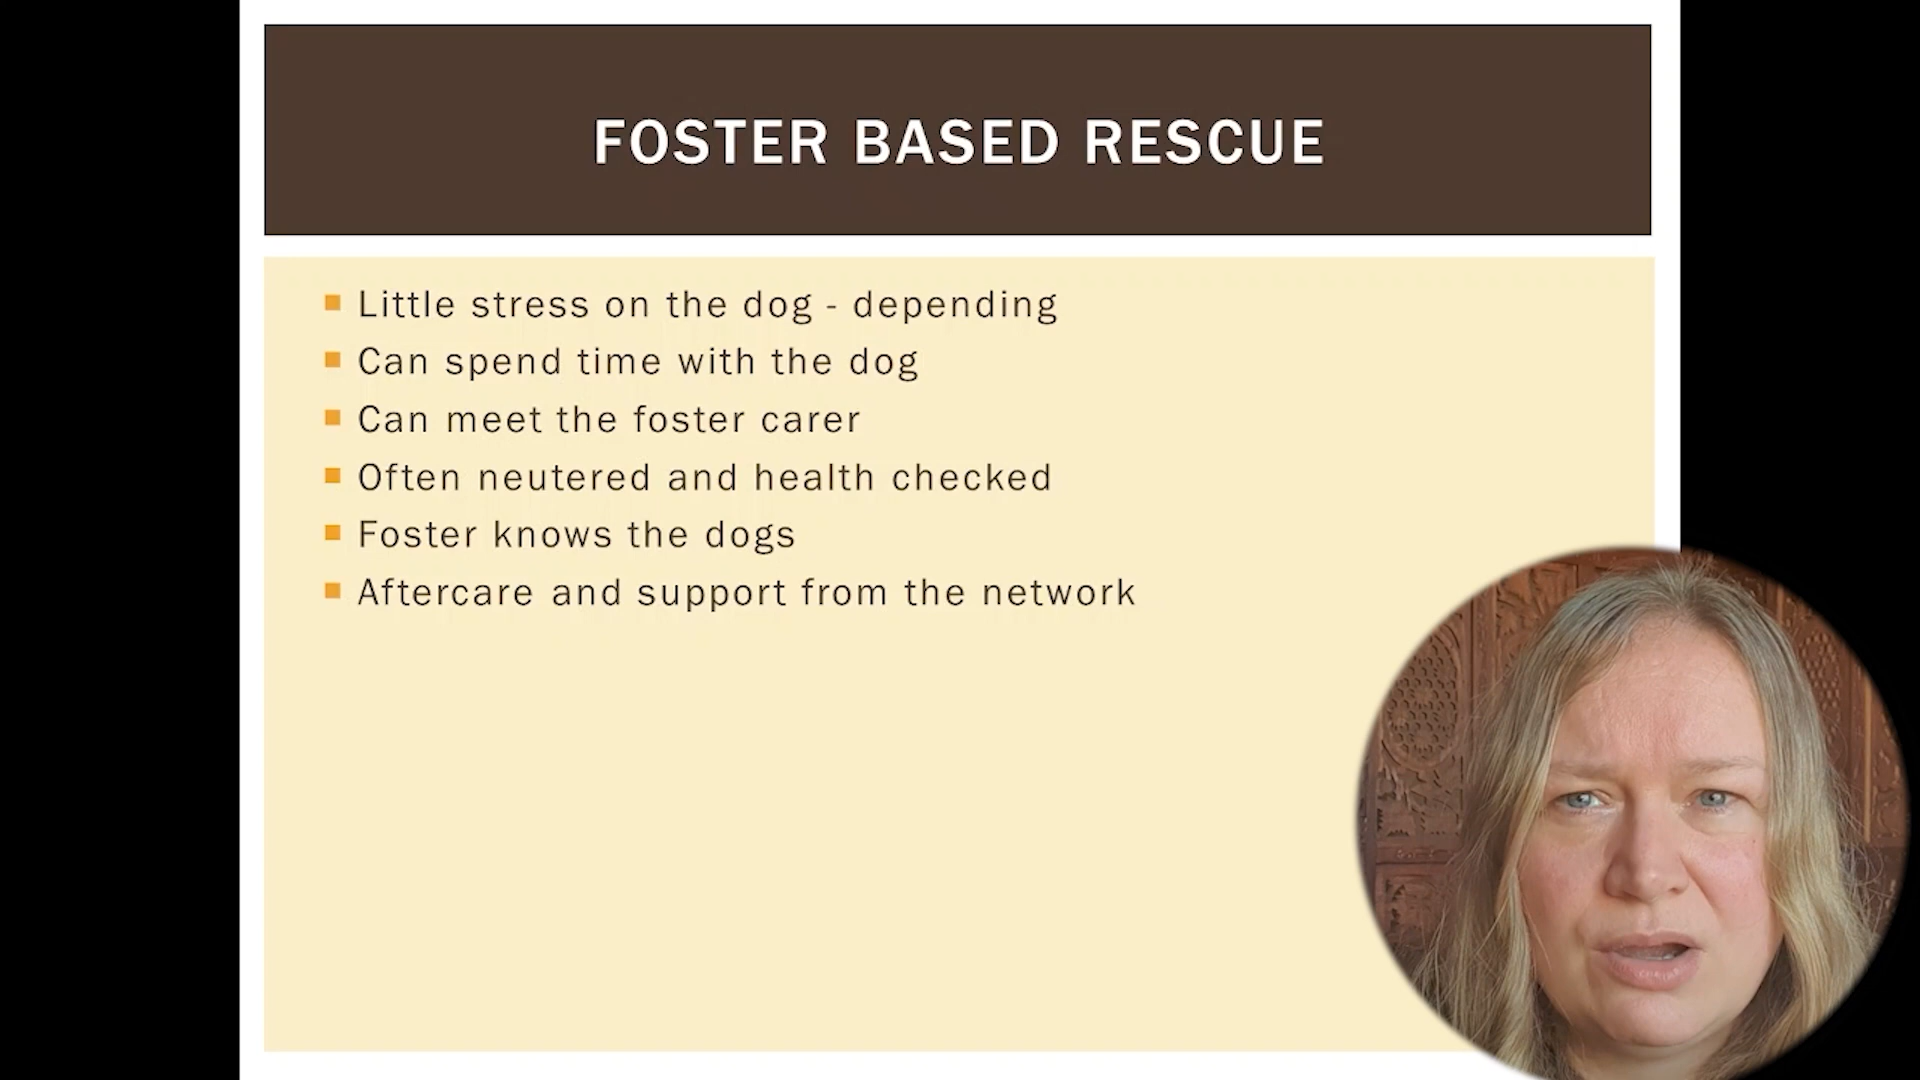 FOSTER BASED RESCUE
Little stress on the dog - depending
Can spend time with the dog
Can meet the foster carer
Often neutered and health checked
Foster knows the dogs
Aftercare and support from the network